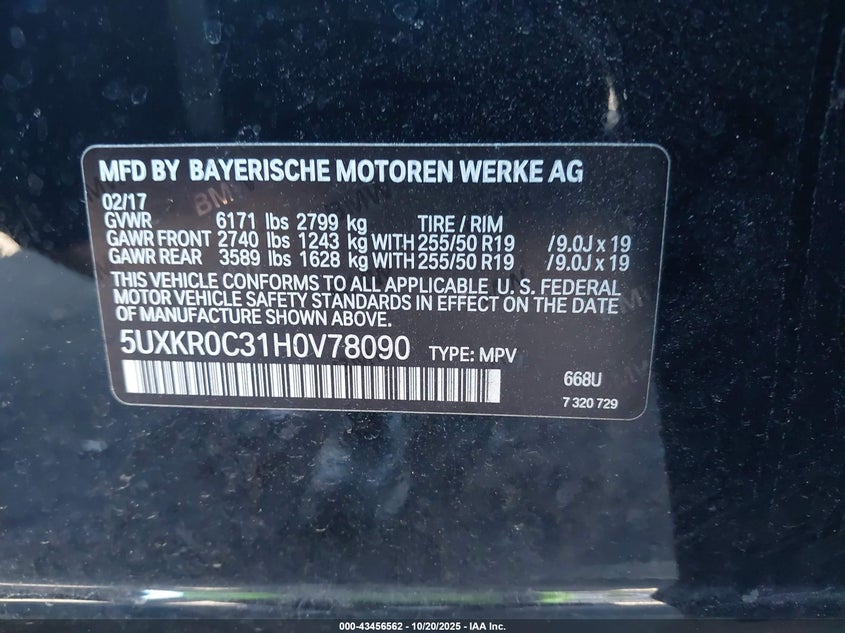 MFD BY BAYERISCHE MOTOREN WERKE AG
02/17
GVWR 6171 lbs 2799 kg TIRE / RIM
GAWR FRONT 2740 lbs 1243 kg WITH 255/50 R19 /9.0J x 19
GAWR REAR 3589 lbs 1628 kg WITH 255/50 R19 /9.0J x 19
THIS VEHICLE CONFORMS TO ALL APPLICABLE U. S. FEDERAL
MOTOR VEHICLE SAFETY STANDARDS IN EFFECT ON THE DATE
OF MANUFACTURE SHOWN ABOVE.
5UXKR0C31H0V78090 TYPE: MPV
668U
7 320 729
000-43456562 - 10/20/2025 - IAA Inc.